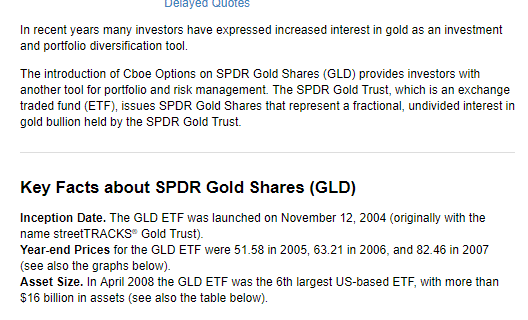 Delayed Quotes
In recent years many investors have expressed increased interest in gold as an investment
and portfolio diversification tool.
The introduction of Cboe Options on SPDR Gold Shares (GLD) provides investors with
another tool for portfolio and risk management. The SPDR Gold Trust, which is an exchange
traded fund (ETF), issues SPDR Gold Shares that represent a fractional, undivided interest in
gold bullion held by the SPDR Gold Trust.
Key Facts about SPDR Gold Shares (GLD)
Inception Date. The GLD ETF was launched on November 12, 2004 (originally with the
name streetTRACKS® Gold Trust).
Year-end Prices for the GLD ETF were 51.58 in 2005, 63.21 in 2006, and 82.46 in 2007
(see also the graphs below).
Asset Size. In April 2008 the GLD ETF was the 6th largest US-based ETF, with more than
$16 billion in assets (see also the table below).